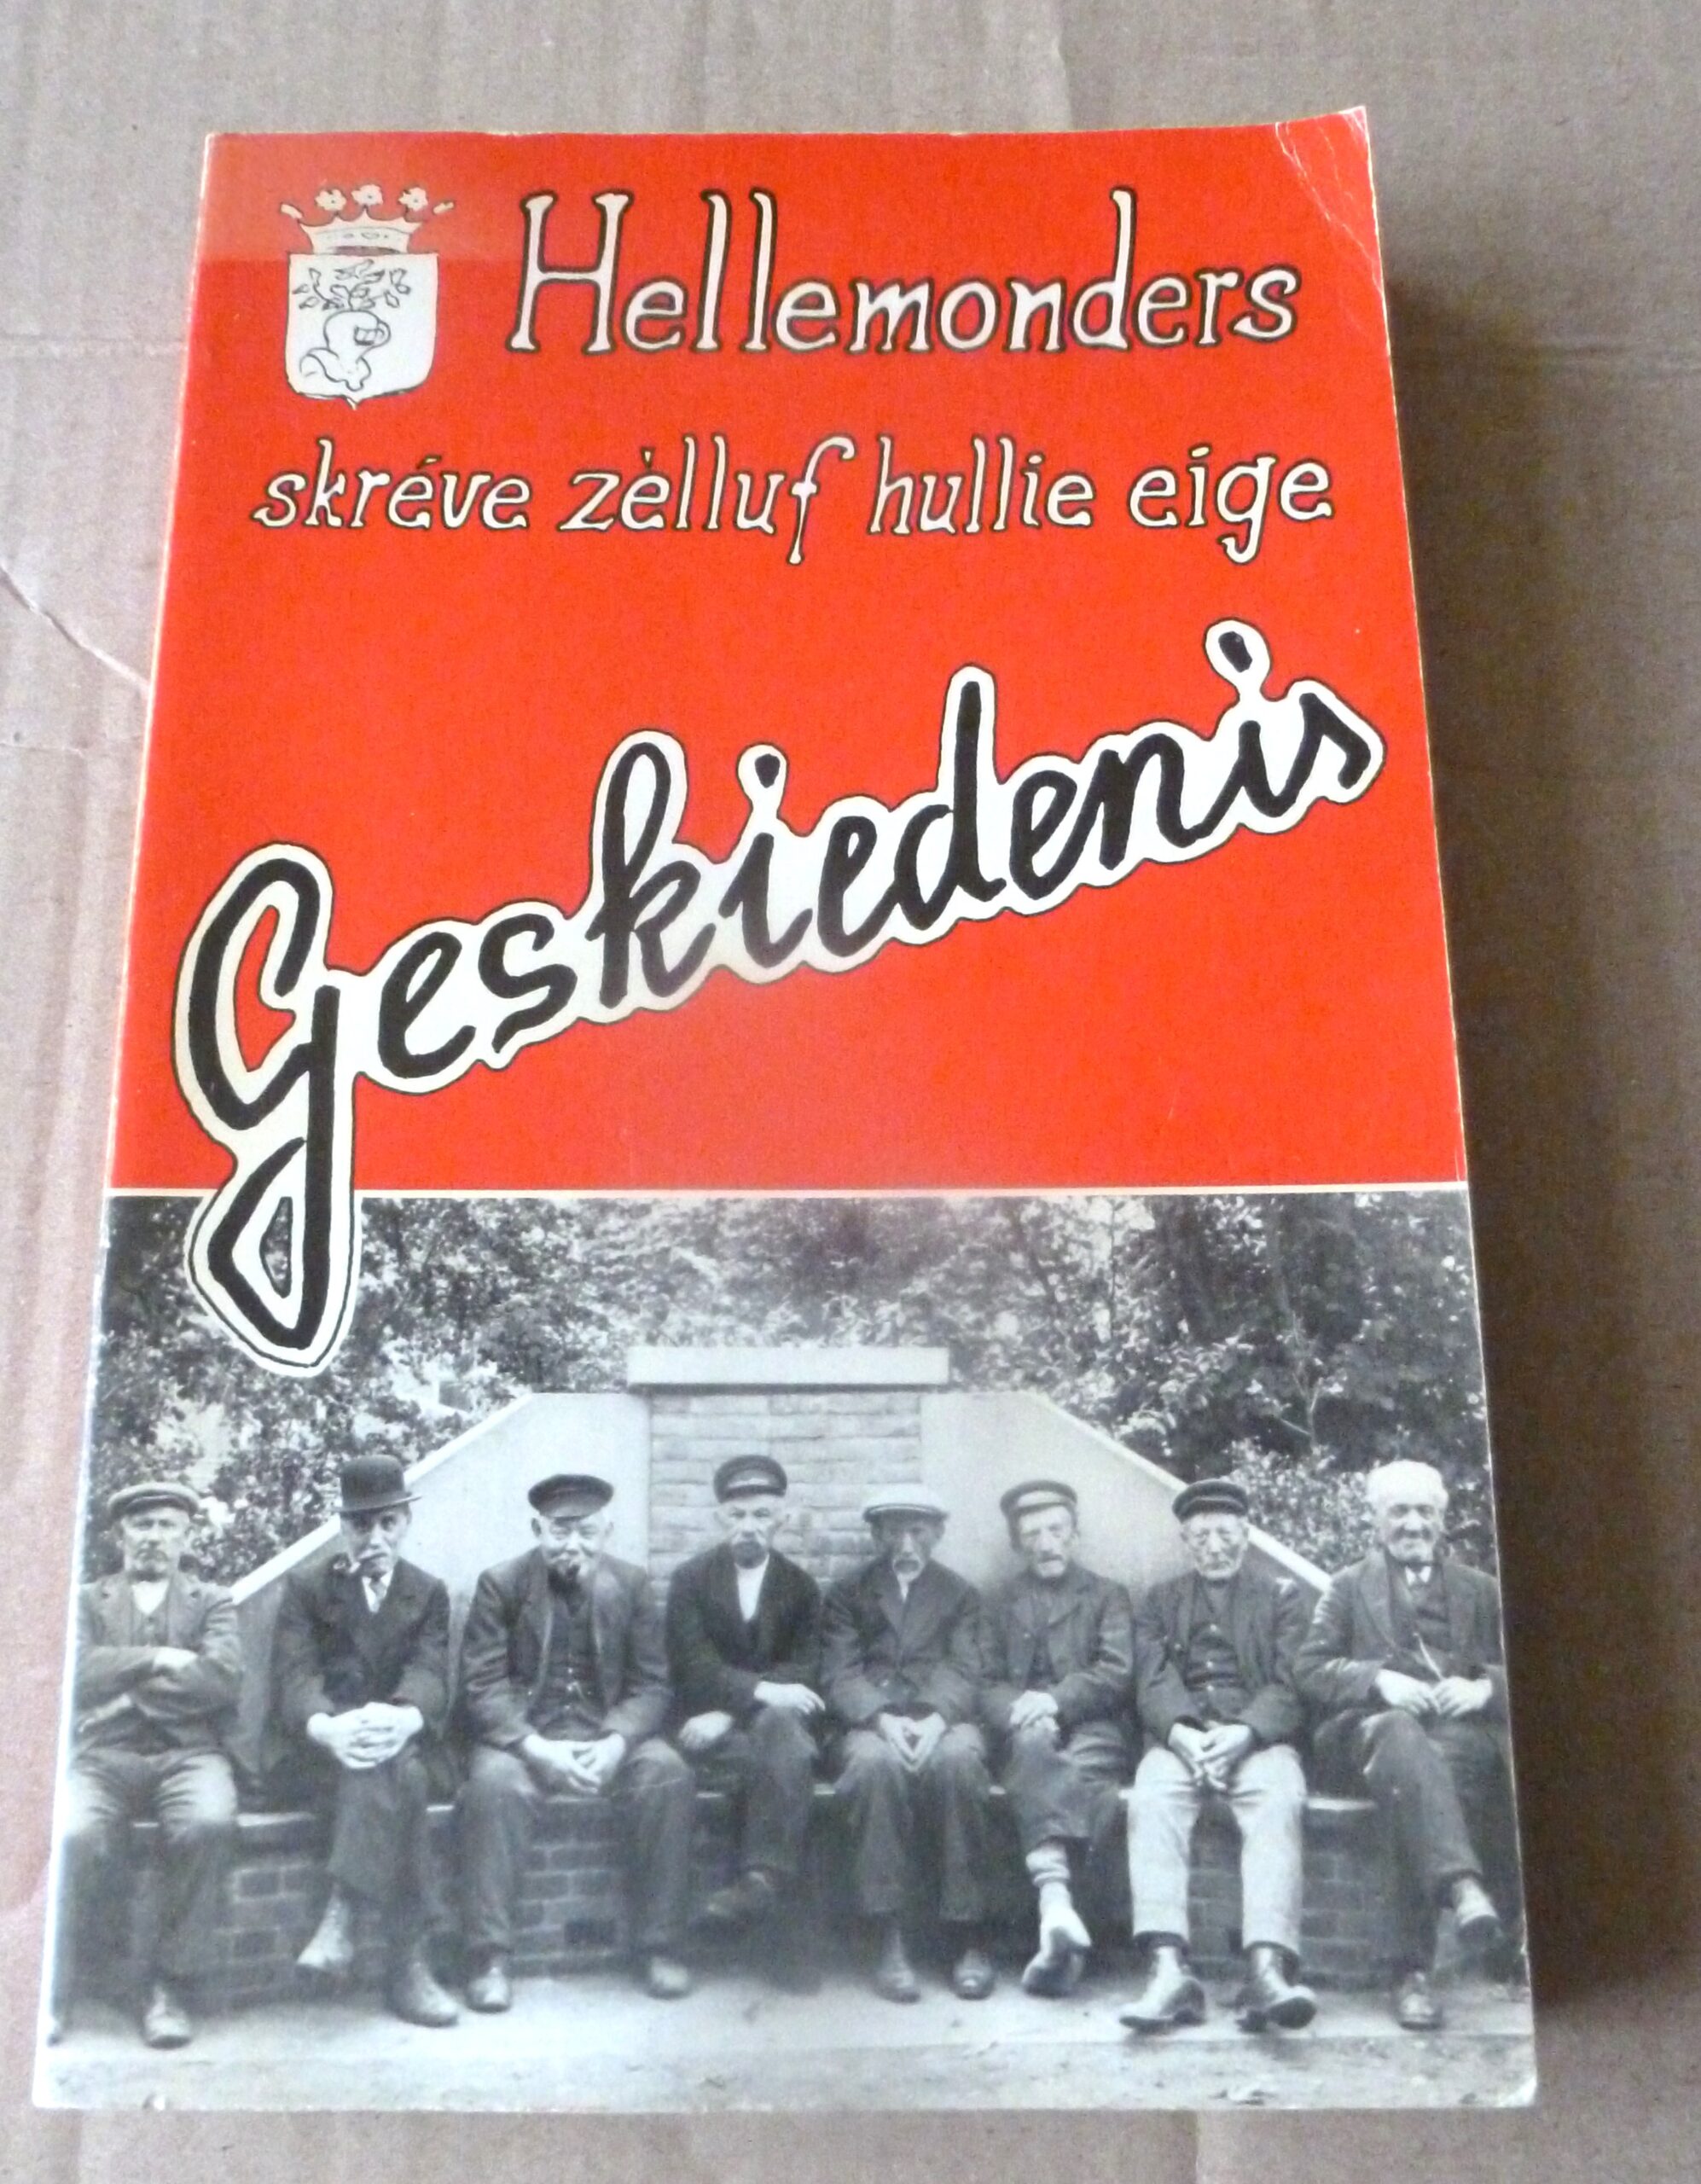 Hellemonders
skréve zèlluf hullie eige
Geskiedenis